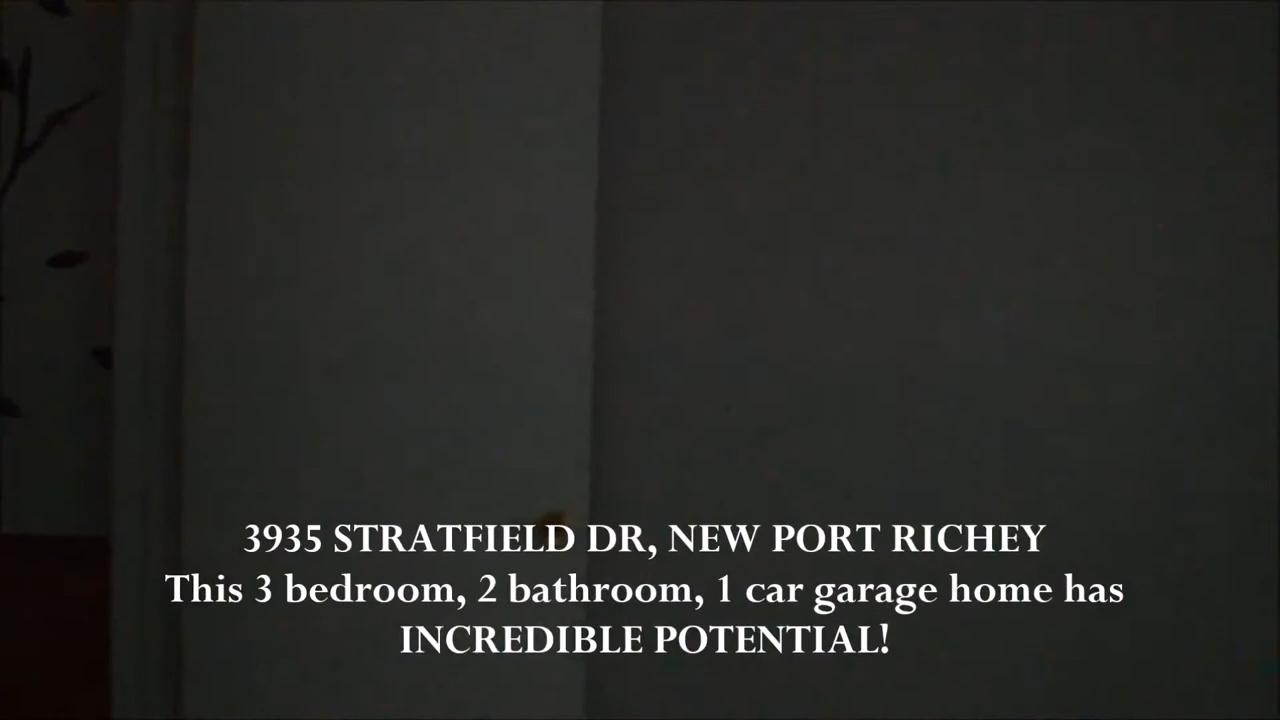 3935 STRATFIELD DR, NEW PORT RICHEY
This 3 bedroom, 2 bathroom, 1 car garage home has
INCREDIBLE POTENTIAL!